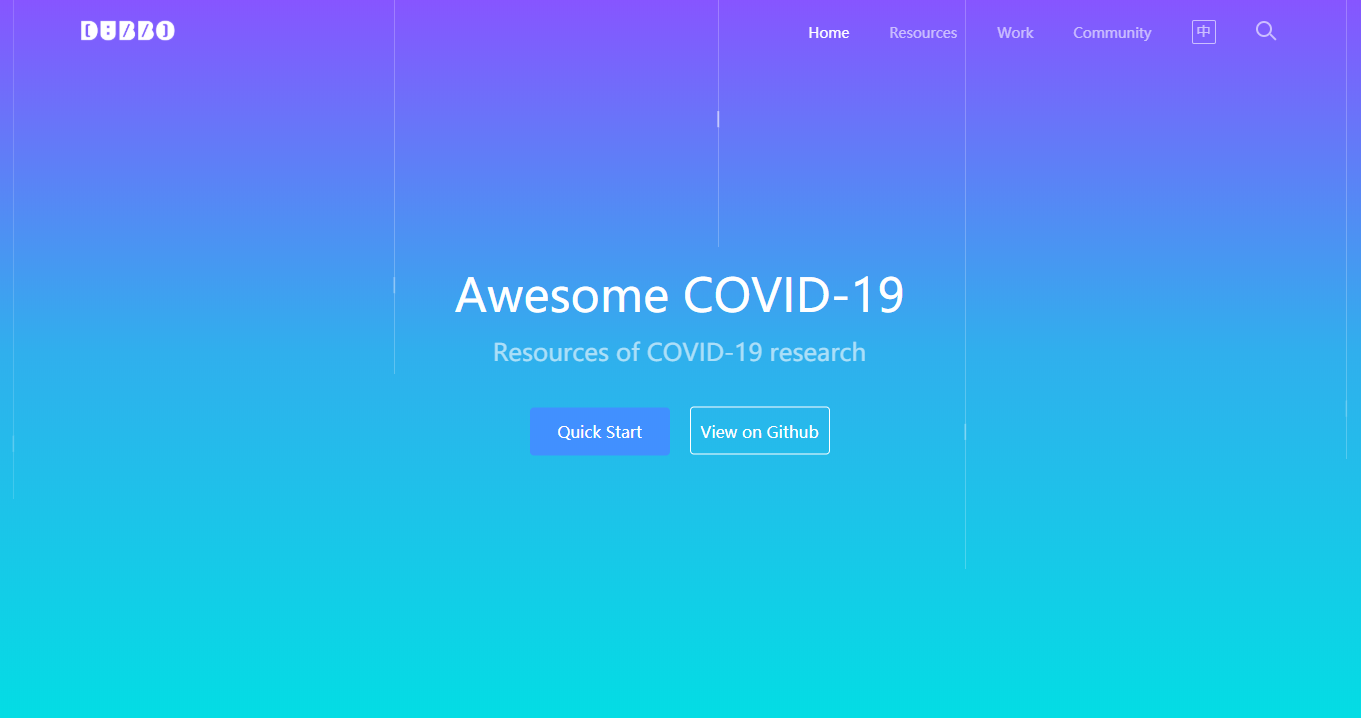 DUBBO
Home Resources Work Community 中
Awesome COVID-19
Resources of COVID-19 research
Quick Start View on Github